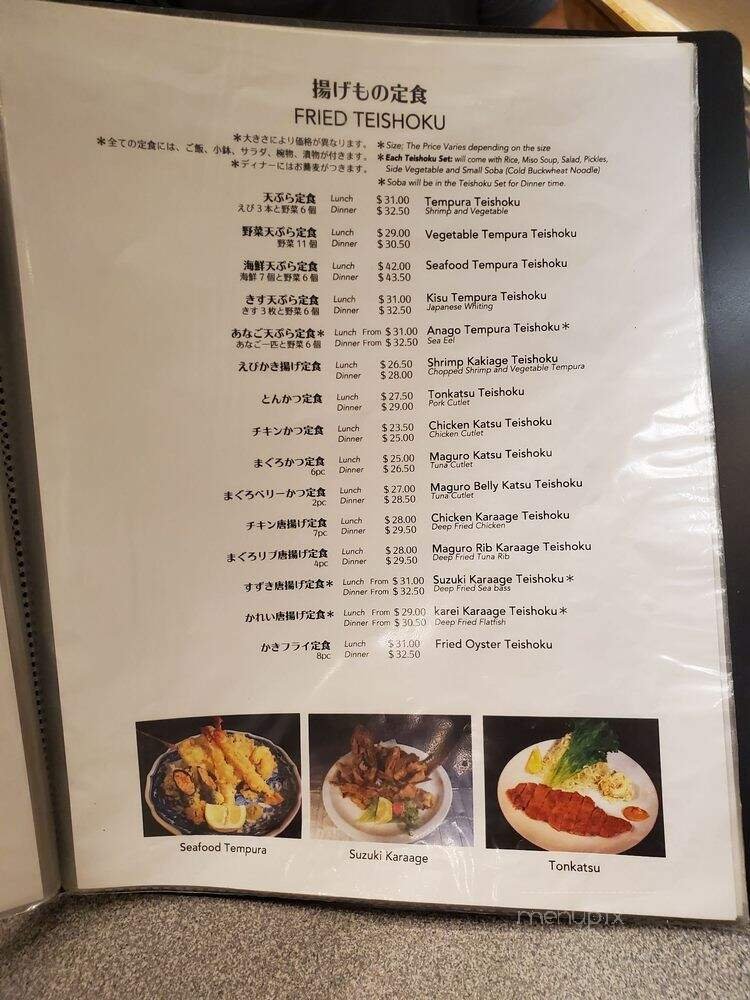 揚げもの定食
FRIED TEISHOKU
＊大きさにより価格が異なります。 ＊Size; The Price Varies depending on the size
＊全ての定食には、ご飯、小鉢、サラダ、椀物、漬物が付きます。 ＊Each Teishoku Set: will come with Rice, Miso Soup, Salad, Pickles,
Side Vegetable and Small Soba (Cold Buckwheat Noodle)
＊ディナーにはお蕎麦がつきます。 ＊Soba will be in the Teishoku Set for Dinner time.
天ぷら定食 Lunch $31.00 Tempura Teishoku
えび３本と野菜６個 Dinner $32.50 Shrimp and Vegetable
野菜天ぷら定食 Lunch $29.00 Vegetable Tempura Teishoku
野菜11個 Dinner $30.50
海鮮天ぷら定食 Lunch $42.00 Seafood Tempura Teishoku
海鮮７個と野菜６個 Dinner $43.50
きす天ぷら定食 Lunch $31.00 Kisu Tempura Teishoku
きす３枚と野菜６個 Dinner $32.50 Japanese Whiting
あなご天ぷら定食＊ Lunch From $31.00 Anago Tempura Teishoku＊
あなご一匹と野菜６個 Dinner From $32.50 Sea Eel
えびかき揚げ定食 Lunch $26.50 Shrimp Kakiage Teishoku
Dinner $28.00 Chopped Shrimp and Vegetable Tempura
とんかつ定食 Lunch $27.50 Tonkatsu Teishoku
Dinner $29.00 Pork Cutlet
チキンかつ定食 Lunch $23.50 Chicken Katsu Teishoku
Dinner $25.00 Chicken Cutlet
まぐろかつ定食 Lunch $25.00 Maguro Katsu Teishoku
6pc Dinner $26.50 Tuna Cutlet
まぐろベリーかつ定食 Lunch $27.00 Maguro Belly Katsu Teishoku
2pc Dinner $28.50 Tuna Cutlet
チキン唐揚げ定食 Lunch $28.00 Chicken Karaage Teishoku
7pc Dinner $29.50 Deep Fried Chicken
まぐろリブ唐揚げ定食 Lunch $28.00 Maguro Rib Karaage Teishoku
4pc Dinner $29.50 Deep Fried Tuna Rib
すずき唐揚げ定食＊ Lunch From $31.00 Suzuki Karaage Teishoku＊
Dinner From $32.50 Deep Fried Sea bass
かれい唐揚げ定食＊ Lunch From $29.00 karei Karaage Teishoku＊
Dinner From $30.50 Deep Fried Flatfish
かきフライ定食 Lunch $31.00 Fried Oyster Teishoku
8pc Dinner $32.50
Seafood Tempura Suzuki Karaage Tonkatsu
menupix